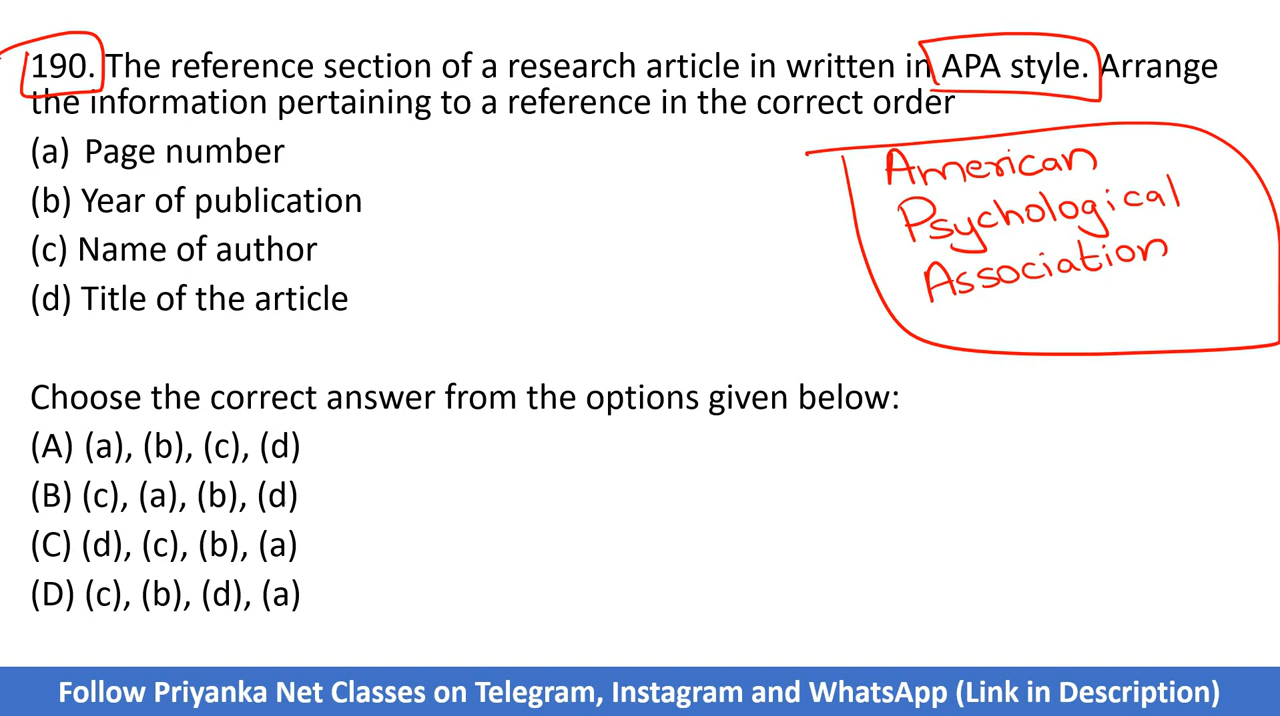 190. The reference section of a research article in written in APA style. Arrange
the information pertaining to a reference in the correct order
(a) Page number
(b) Year of publication
(c) Name of author
(d) Title of the article
American
Psychological
Association
Choose the correct answer from the options given below:
(A) (a), (b), (c), (d)
(B) (c), (a), (b), (d)
(C) (d), (c), (b), (a)
(D) (c), (b), (d), (a)
Follow Priyanka Net Classes on Telegram, Instagram and WhatsApp (Link in Description)